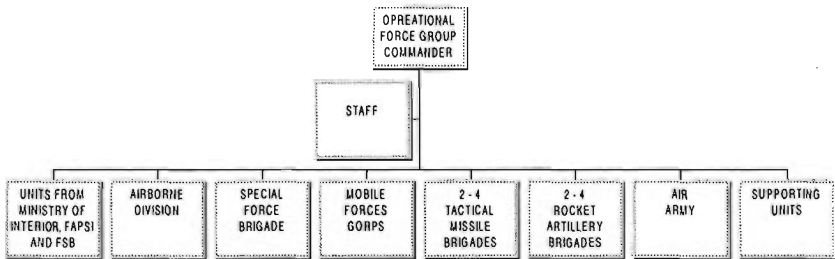 OPREATIONAL
FORCE GROUP
COMMANDER
STAFF
UNITS FROM
MINISTRY OF
INTERIOR, FAPSI
AND FSB
AIRBORNE
DIVISION
SPECIAL
FORCE
BRIGADE
MOBILE
FORCES
GORPS
2 - 4
TACTICAL
MISSILE
BRIGADES
2 - 4
ROCKET
ARTILLERY
BRIGADES
AIR
ARMY
SUPPORTING
UNITS